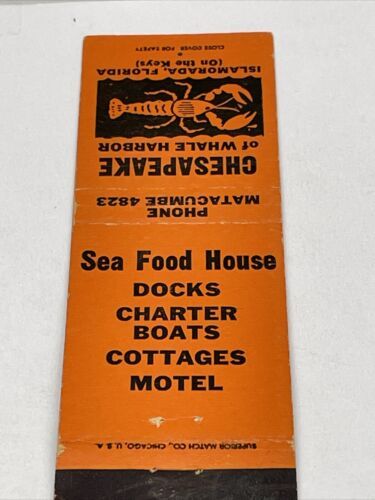 CLOSE COVER FOR SAFETY
ISLAMORADA, FLORIDA
(On the Keys)
CHESAPEAKE
of WHALE HARBOR
PHONE
MATACUMBE 4823
Sea Food House
DOCKS
CHARTER
BOATS
COTTAGES
MOTEL
SUPERIOR MATCH CO., CHICAGO, U.S.A.